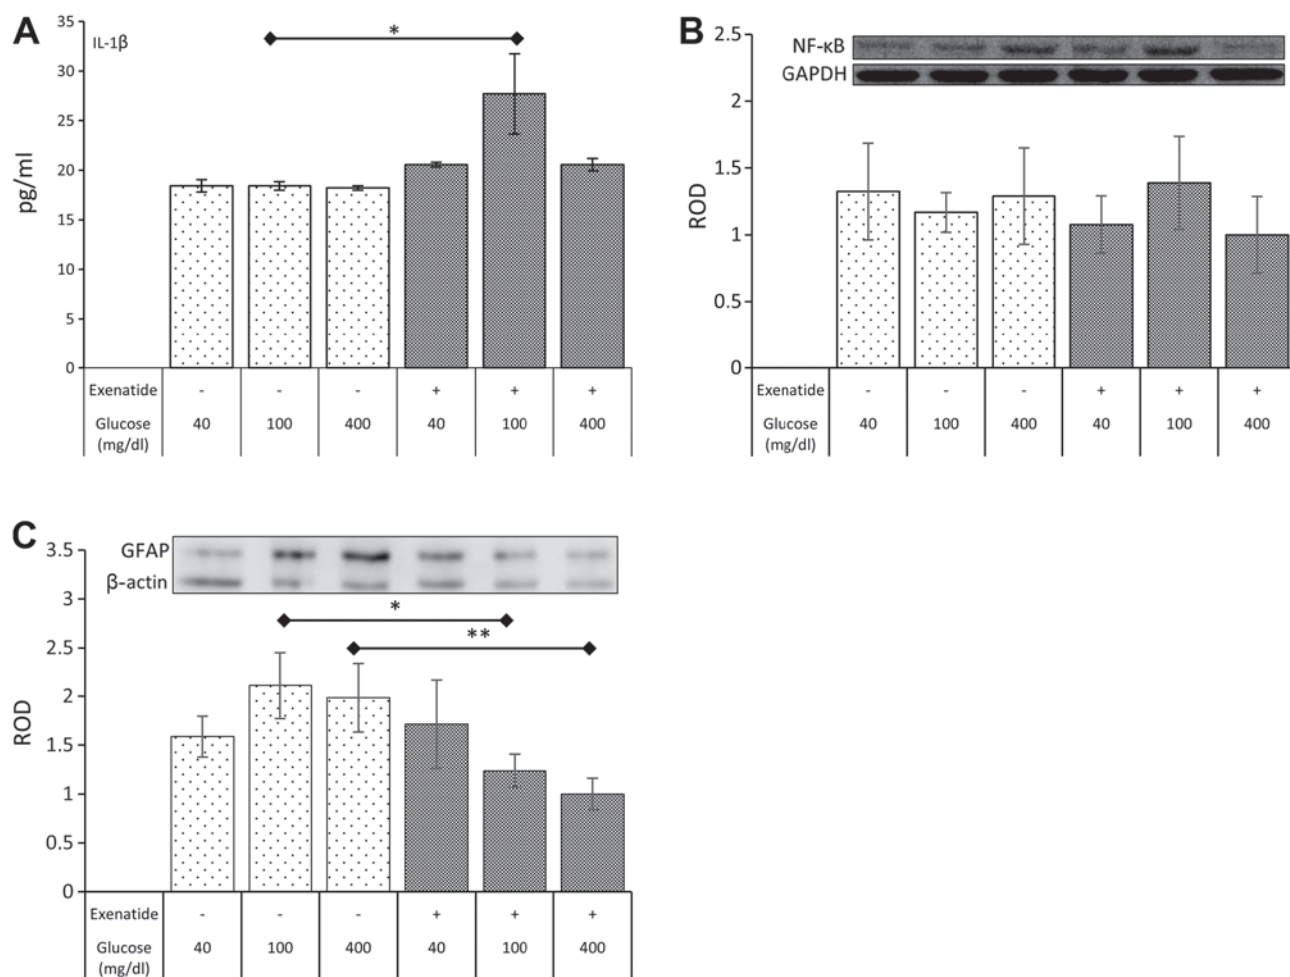 A
IL-1β
*
35
30
25
20
15
10
5
0
pg/ml
Exenatide - - - + + +
Glucose (mg/dl) 40 100 400 40 100 400
B
NF-κB
GAPDH
2.5
2
1.5
1
0.5
0
ROD
Exenatide - - - + + +
Glucose (mg/dl) 40 100 400 40 100 400
C
GFAP
β-actin
*
**
3.5
3
2.5
2
1.5
1
0.5
0
ROD
Exenatide - - - + + +
Glucose (mg/dl) 40 100 400 40 100 400